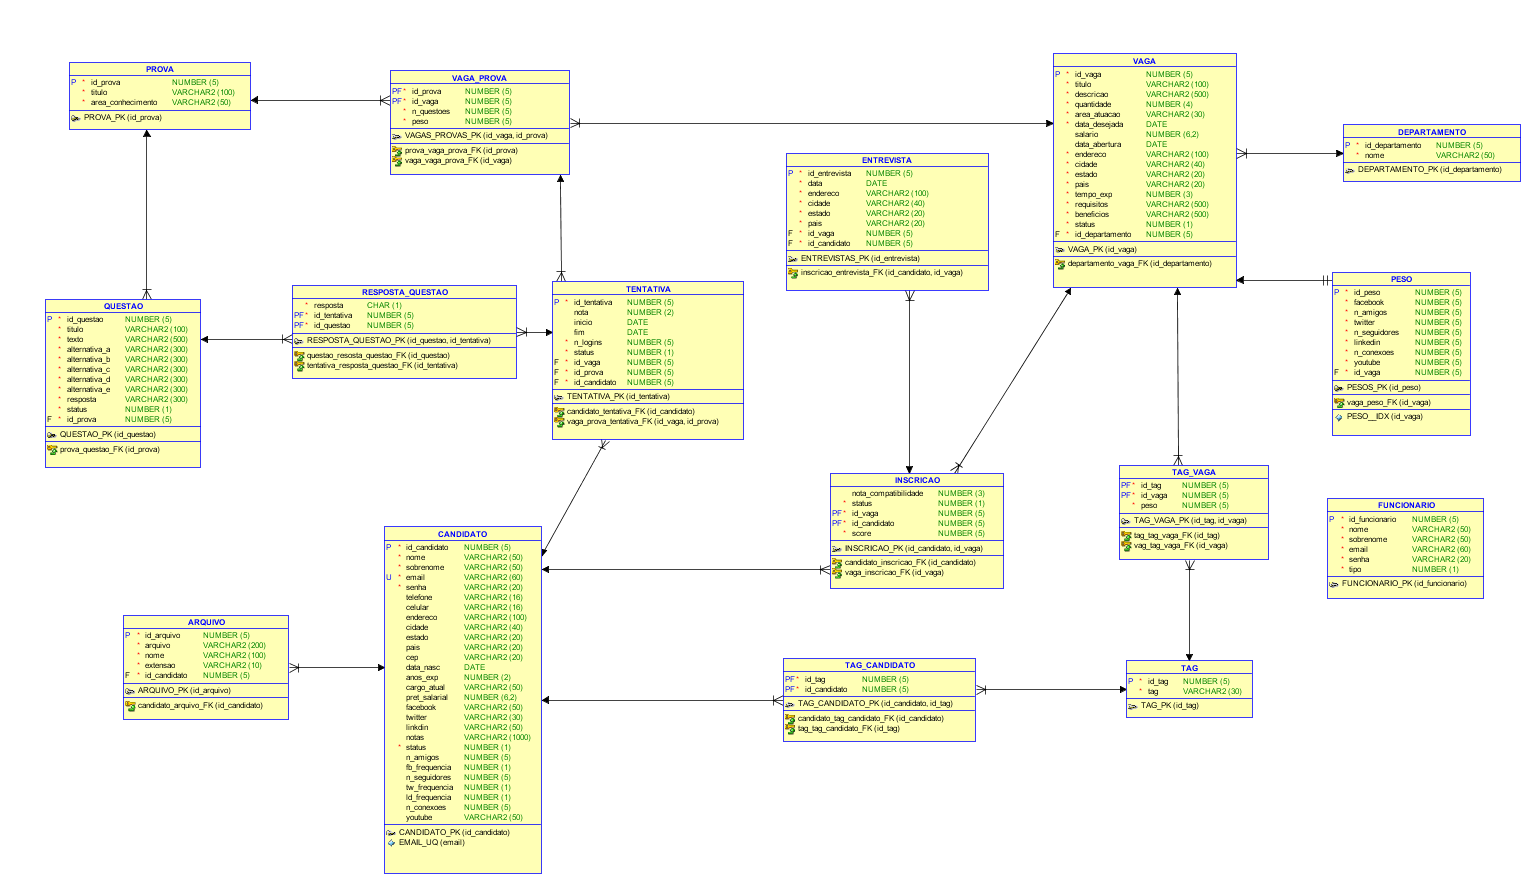 PROVA
P * id_prova NUMBER (5)
* titulo VARCHAR2 (100)
* area_conhecimento VARCHAR2 (50)
PROVA_PK (id_prova)
VAGA_PROVA
PF * id_prova NUMBER (5)
PF * id_vaga NUMBER (5)
* n_questoes NUMBER (5)
* peso NUMBER (5)
VAGAS_PROVAS_PK (id_vaga, id_prova)
prova_vaga_prova_FK (id_prova)
vaga_vaga_prova_FK (id_vaga)
VAGA
P * id_vaga NUMBER (5)
* titulo VARCHAR2 (100)
* descricao VARCHAR2 (500)
* quantidade NUMBER (4)
* area_atuacao VARCHAR2 (30)
* data_desejada DATE
salario NUMBER (6,2)
data_abertura DATE
* endereco VARCHAR2 (100)
* cidade VARCHAR2 (40)
* estado VARCHAR2 (20)
* pais VARCHAR2 (20)
* tempo_exp NUMBER (3)
* requisitos VARCHAR2 (500)
* beneficios VARCHAR2 (500)
* status NUMBER (1)
F * id_departamento NUMBER (5)
VAGA_PK (id_vaga)
departamento_vaga_FK (id_departamento)
DEPARTAMENTO
P * id_departamento NUMBER (5)
* nome VARCHAR2 (50)
DEPARTAMENTO_PK (id_departamento)
ENTREVISTA
P * id_entrevista NUMBER (5)
* data DATE
* endereco VARCHAR2 (100)
* cidade VARCHAR2 (40)
* estado VARCHAR2 (20)
* pais VARCHAR2 (20)
F * id_vaga NUMBER (5)
F * id_candidato NUMBER (5)
ENTREVISTAS_PK (id_entrevista)
inscricao_entrevista_FK (id_candidato, id_vaga)
PESO
P * id_peso NUMBER (5)
* facebook NUMBER (5)
* n_amigos NUMBER (5)
* twitter NUMBER (5)
* n_seguidores NUMBER (5)
* linkedin NUMBER (5)
* n_conexoes NUMBER (5)
* youtube NUMBER (5)
F * id_vaga NUMBER (5)
PESOS_PK (id_peso)
vaga_peso_FK (id_vaga)
PESO__IDX (id_vaga)
QUESTAO
P * id_questao NUMBER (5)
* titulo VARCHAR2 (100)
* texto VARCHAR2 (500)
* alternativa_a VARCHAR2 (300)
* alternativa_b VARCHAR2 (300)
* alternativa_c VARCHAR2 (300)
* alternativa_d VARCHAR2 (300)
* alternativa_e VARCHAR2 (300)
* resposta VARCHAR2 (300)
* status NUMBER (1)
F * id_prova NUMBER (5)
QUESTAO_PK (id_questao)
prova_questao_FK (id_prova)
RESPOSTA_QUESTAO
* resposta CHAR (1)
PF * id_tentativa NUMBER (5)
PF * id_questao NUMBER (5)
RESPOSTA_QUESTAO_PK (id_questao, id_tentativa)
questao_resosta_questao_FK (id_questao)
tentativa_resposta_questao_FK (id_tentativa)
TENTATIVA
P * id_tentativa NUMBER (5)
nota NUMBER (2)
inicio DATE
fim DATE
* n_logins NUMBER (5)
* status NUMBER (1)
F * id_vaga NUMBER (5)
F * id_prova NUMBER (5)
F * id_candidato NUMBER (5)
TENTATIVA_PK (id_tentativa)
candidato_tentativa_FK (id_candidato)
vaga_prova_tentativa_FK (id_vaga, id_prova)
INSCRICAO
nota_compatibilidade NUMBER (3)
* status NUMBER (1)
PF * id_vaga NUMBER (5)
PF * id_candidato NUMBER (5)
* score NUMBER (5)
INSCRICAO_PK (id_candidato, id_vaga)
candidato_inscricao_FK (id_candidato)
vaga_inscricao_FK (id_vaga)
TAG_VAGA
PF * id_tag NUMBER (5)
PF * id_vaga NUMBER (5)
* peso NUMBER (5)
TAG_VAGA_PK (id_tag, id_vaga)
tag_tag_vaga_FK (id_tag)
vag_tag_vaga_FK (id_vaga)
FUNCIONARIO
P * id_funcionario NUMBER (5)
* nome VARCHAR2 (50)
* sobrenome VARCHAR2 (50)
* email VARCHAR2 (60)
* senha VARCHAR2 (20)
* tipo NUMBER (1)
FUNCIONARIO_PK (id_funcionario)
CANDIDATO
P * id_candidato NUMBER (5)
* nome VARCHAR2 (50)
* sobrenome VARCHAR2 (50)
U * email VARCHAR2 (60)
* senha VARCHAR2 (20)
telefone VARCHAR2 (16)
celular VARCHAR2 (16)
endereco VARCHAR2 (100)
cidade VARCHAR2 (40)
estado VARCHAR2 (20)
pais VARCHAR2 (20)
cep VARCHAR2 (20)
data_nasc DATE
anos_exp NUMBER (2)
cargo_atual VARCHAR2 (50)
pret_salarial NUMBER (6,2)
facebook VARCHAR2 (50)
twitter VARCHAR2 (30)
linkdin VARCHAR2 (50)
notas VARCHAR2 (1000)
* status NUMBER (1)
n_amigos NUMBER (5)
fb_frequencia NUMBER (1)
n_seguidores NUMBER (5)
tw_frequencia NUMBER (1)
ld_frequencia NUMBER (1)
n_conexoes NUMBER (5)
youtube VARCHAR2 (50)
CANDIDATO_PK (id_candidato)
EMAIL_UQ (email)
ARQUIVO
P * id_arquivo NUMBER (5)
* arquivo VARCHAR2 (200)
* nome VARCHAR2 (100)
* extensao VARCHAR2 (10)
F * id_candidato NUMBER (5)
ARQUIVO_PK (id_arquivo)
candidato_arquivo_FK (id_candidato)
TAG_CANDIDATO
PF * id_tag NUMBER (5)
PF * id_candidato NUMBER (5)
TAG_CANDIDATO_PK (id_candidato, id_tag)
candidato_tag_candidato_FK (id_candidato)
tag_tag_candidato_FK (id_tag)
TAG
P * id_tag NUMBER (5)
* tag VARCHAR2 (30)
TAG_PK (id_tag)